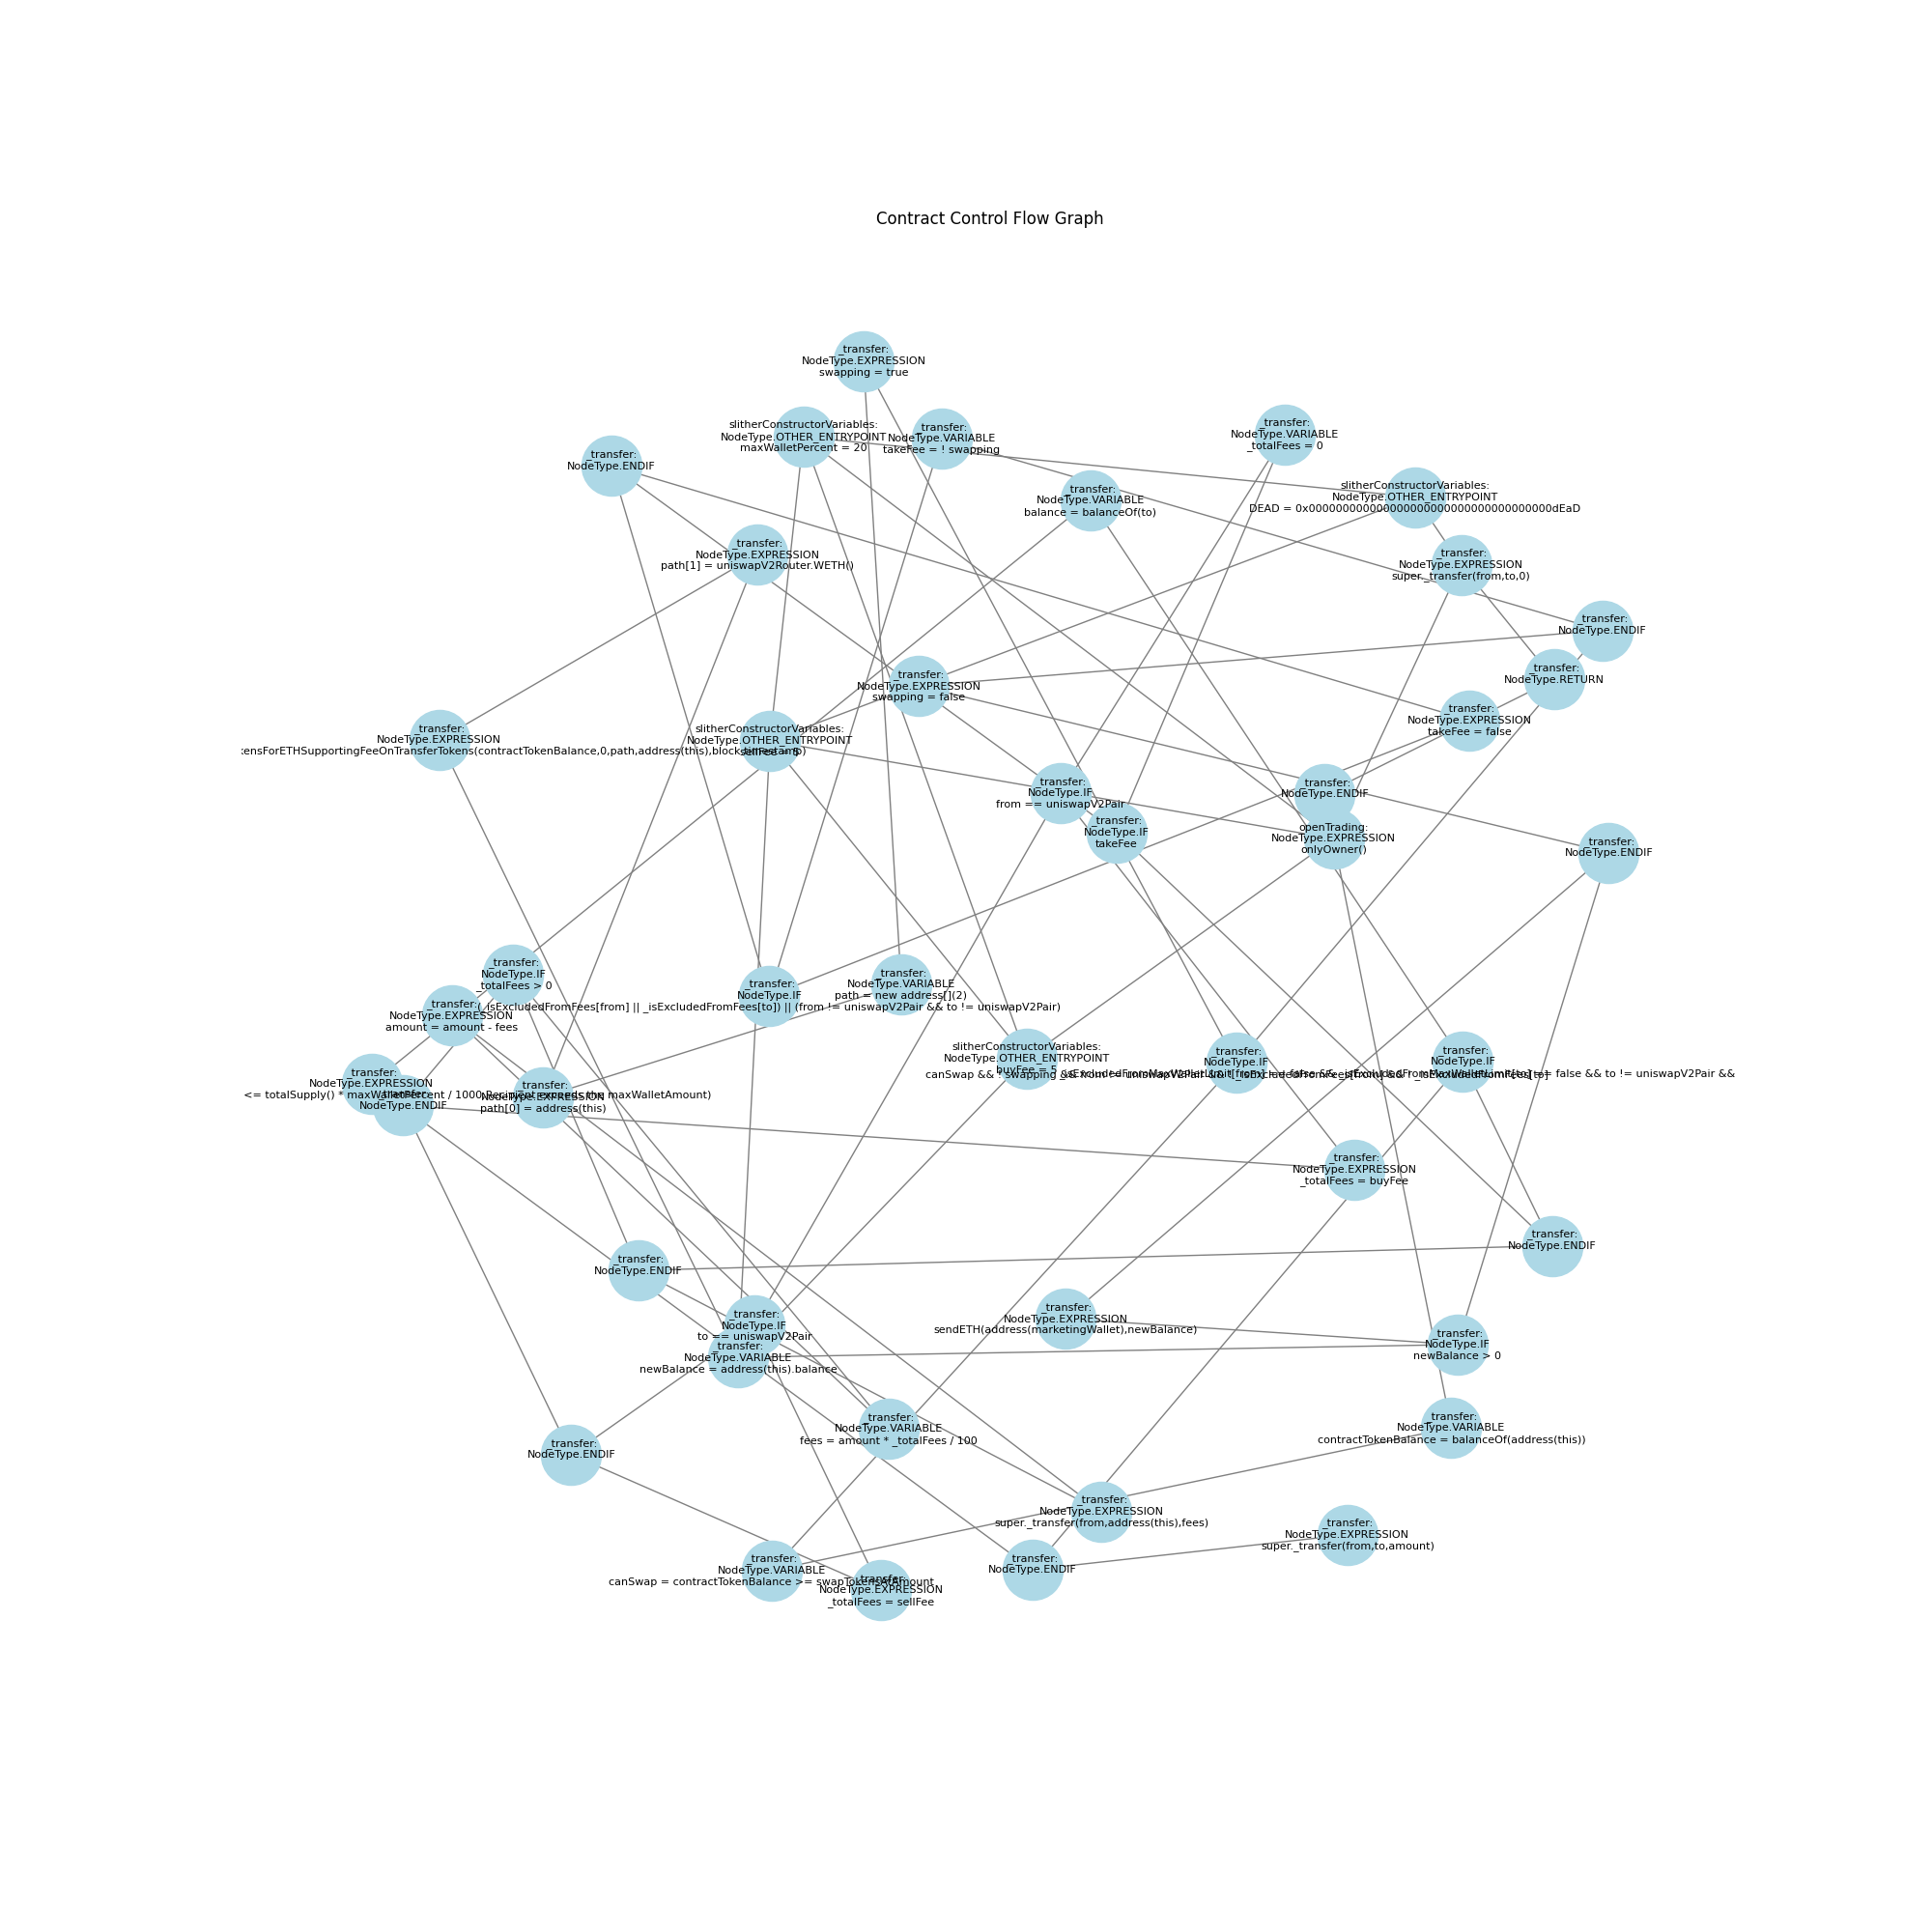 Contract Control Flow Graph
_transfer:
NodeType.EXPRESSION
swapping = true
slitherConstructorVariables:
NodeType.OTHER_ENTRYPOINT
maxWalletPercent = 20
_transfer:
NodeType.VARIABLE
takeFee = ! swapping
_transfer:
NodeType.VARIABLE
_totalFees = 0
_transfer:
NodeType.ENDIF
_transfer:
NodeType.VARIABLE
balance = balanceOf(to)
slitherConstructorVariables:
NodeType.OTHER_ENTRYPOINT
DEAD = 0x000000000000000000000000000000000000dEaD
_transfer:
NodeType.EXPRESSION
path[1] = uniswapV2Router.WETH()
_transfer:
NodeType.EXPRESSION
super._transfer(from,to,0)
_transfer:
NodeType.ENDIF
_transfer:
NodeType.RETURN
_transfer:
NodeType.EXPRESSION
swapping = false
_transfer:
NodeType.EXPRESSION
takeFee = false
_transfer:
NodeType.EXPRESSION
kensForETHSupportingFeeOnTransferTokens(contractTokenBalance,0,path,address(this),block.timestamp)
slitherConstructorVariables:
NodeType.OTHER_ENTRYPOINT
sellFee = 5
_transfer:
NodeType.IF
from == uniswapV2Pair
_transfer:
NodeType.ENDIF
_transfer:
NodeType.IF
takeFee
openTrading:
NodeType.EXPRESSION
onlyOwner()
_transfer:
NodeType.ENDIF
_transfer:
NodeType.IF
_totalFees > 0
_transfer:
NodeType.IF
(_isExcludedFromFees[from] || _isExcludedFromFees[to]) || (from != uniswapV2Pair && to != uniswapV2Pair)
_transfer:
NodeType.VARIABLE
path = new address[](2)
_transfer:
NodeType.EXPRESSION
amount = amount - fees
slitherConstructorVariables:
NodeType.OTHER_ENTRYPOINT
buyFee = 5
_transfer:
NodeType.IF
canSwap && ! swapping && from != uniswapV2Pair && ! _isExcludedFromFees[from] && ! _isExcludedFromFees[to]
_transfer:
NodeType.IF
_isExcludedFromMaxWalletLimit[from] == false && _isExcludedFromMaxWalletLimit[to] == false && to != uniswapV2Pair &&
_transfer:
NodeType.EXPRESSION
<= totalSupply() * maxWalletPercent / 1000,Recipient exceeds the maxWalletAmount)
_transfer:
NodeType.ENDIF
_transfer:
NodeType.EXPRESSION
path[0] = address(this)
_transfer:
NodeType.EXPRESSION
_totalFees = buyFee
_transfer:
NodeType.ENDIF
_transfer:
NodeType.ENDIF
_transfer:
NodeType.IF
to == uniswapV2Pair
_transfer:
NodeType.VARIABLE
newBalance = address(this).balance
_transfer:
NodeType.EXPRESSION
sendETH(address(marketingWallet),newBalance)
_transfer:
NodeType.IF
newBalance > 0
_transfer:
NodeType.VARIABLE
fees = amount * _totalFees / 100
_transfer:
NodeType.VARIABLE
contractTokenBalance = balanceOf(address(this))
_transfer:
NodeType.ENDIF
_transfer:
NodeType.EXPRESSION
super._transfer(from,address(this),fees)
_transfer:
NodeType.EXPRESSION
super._transfer(from,to,amount)
_transfer:
NodeType.VARIABLE
canSwap = contractTokenBalance >= swapTokensAtAmount
_transfer:
NodeType.ENDIF
_transfer:
NodeType.EXPRESSION
_totalFees = sellFee